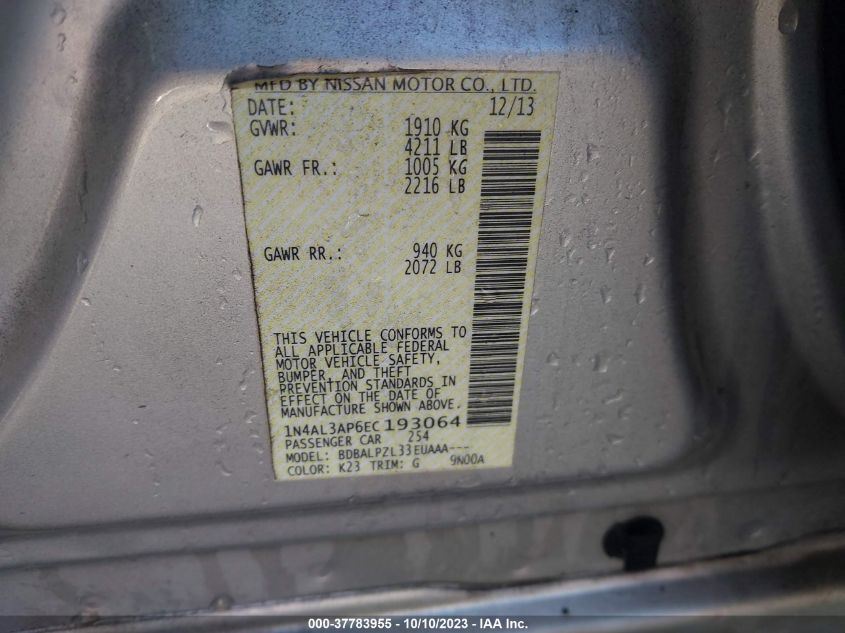 MFD BY NISSAN MOTOR CO., LTD.
DATE: 12/13
GVWR: 1910 KG
4211 LB
GAWR FR.: 1005 KG
2216 LB
GAWR RR.: 940 KG
2072 LB
THIS VEHICLE CONFORMS TO
ALL APPLICABLE FEDERAL
MOTOR VEHICLE SAFETY,
BUMPER, AND THEFT
PREVENTION STANDARDS IN
EFFECT ON THE DATE OF
MANUFACTURE SHOWN ABOVE.
1N4AL3AP6EC193064
PASSENGER CAR 254
MODEL: BDBALPZL33EUAAA---
COLOR: K23 TRIM: G 9N00A
000-37783955 - 10/10/2023 - IAA Inc.